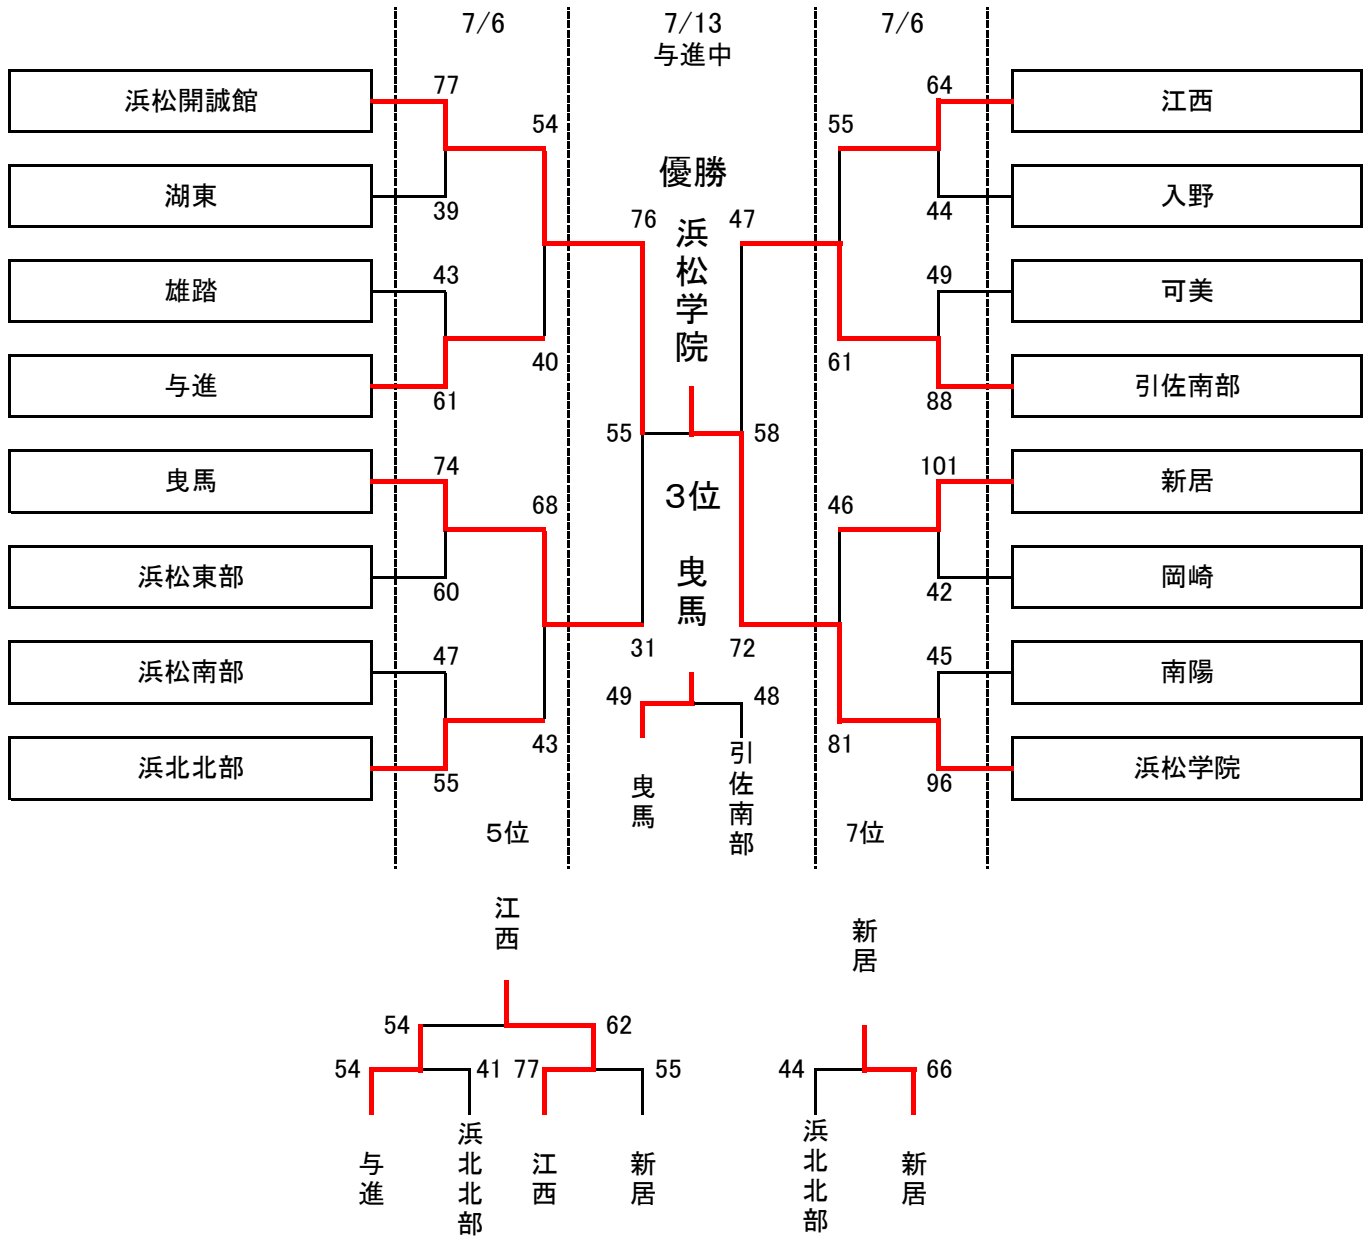 7/6
7/13
与進中
7/6
浜松開誠館
77
64
江西
54
55
優勝
湖東
39
44
入野
76
浜松学院
47
雄踏
43
49
可美
40
61
与進
61
88
引佐南部
55
58
曳馬
74
101
新居
68
3位
46
浜松東部
60
曳馬
42
岡崎
浜松南部
47
31
72
45
南陽
49
48
43
81
浜北北部
55
曳馬
引佐南部
96
浜松学院
5位
7位
江西
新居
54
62
54
41
77
55
44
66
与進
浜北北部
江西
新居
浜北北部
新居